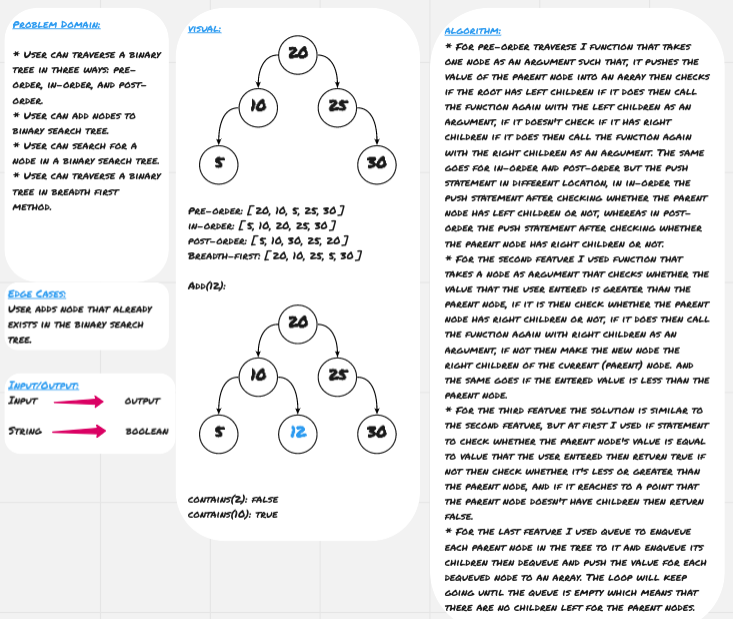 Problem Domain:
* User can traverse a binary
tree in three ways: pre-
order, in-order, and post-
order.
* User can add nodes to
binary search tree.
* User can search for a
node in a binary search tree.
* User can traverse a binary
tree in breadth first
method.
Edge Cases:
User adds node that already
exists in the binary search
tree.
Input/Output:
Input output
String boolean
visual:
20
10 25
5 30
Pre-order: [ 20, 10, 5, 25, 30 ]
in-order: [ 5, 10, 20, 25, 30 ]
post-order: [ 5, 10, 30, 25, 20 ]
Breadth-first: [ 20, 10, 25, 5, 30 ]
Add(12):
20
10 25
5 12 30
contains(2): false
contains(10): true
algorithm:
* For pre-order traverse I function that takes
one node as an argument such that, it pushes the
value of the parent node into an array then checks
if the root has left children if it does then call
the function again with the left children as an
argument, if it doesn't check if it has right
children if it does then call the function again
with the right children as an argument. The same
goes for in-order and post-order but the push
statement in different location, in in-order the
push statement after checking whether the parent
node has left children or not, whereas in post-
order the push statement after checking whether
the parent node has right children or not.
* For the second feature I used function that
takes a node as argument that checks whether the
value that the user entered is greater than the
parent node, if it is then check whether the parent
node has right children or not, if it does then call
the function again with right children as an
argument, if not then make the new node the
right children of the current (parent) node. and
the same goes if the entered value is less than the
parent node.
* For the third feature the solution is similar to
the second feature, but at first I used if statement
to check whether the parent node's value is equal
to value that the user entered then return true if
not then check whether it's less or greater than
the parent node, and if it reaches to a point that
the parent node doesn't have children then return
false.
* For the last feature I used queue to enqueue
each parent node in the tree to it and enqueue its
children then dequeue and push the value for each
dequeued node to an array. The loop will keep
going until the queue is empty which means that
there are no children left for the parent nodes.